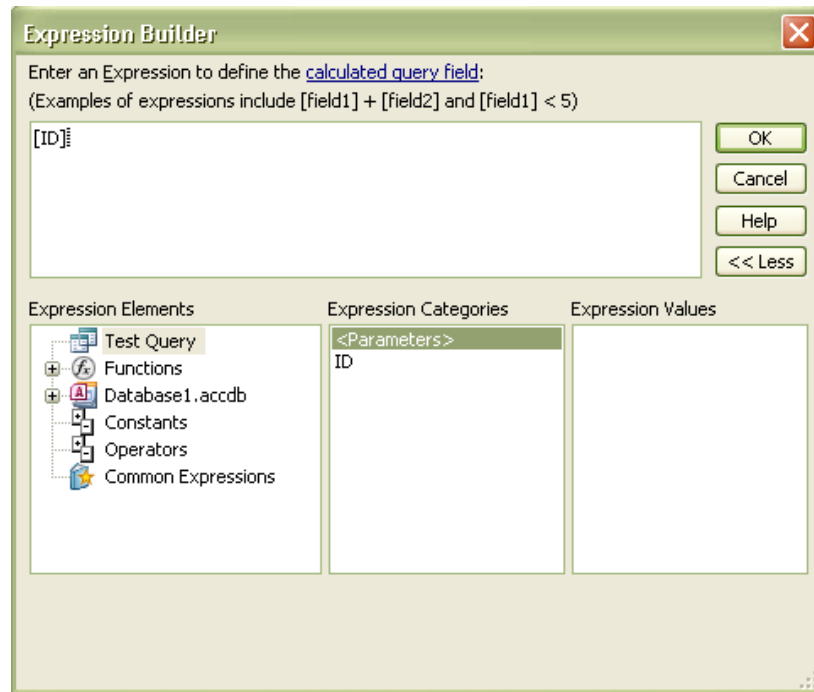 Expression Builder
Enter an Expression to define the calculated query field:
(Examples of expressions include [field1] + [field2] and [field1] < 5)
[ID]
OK
Cancel
Help
<< Less
Expression Elements
Test Query
Functions
Database1.accdb
Constants
Operators
Common Expressions
Expression Categories
<Parameters>
ID
Expression Values